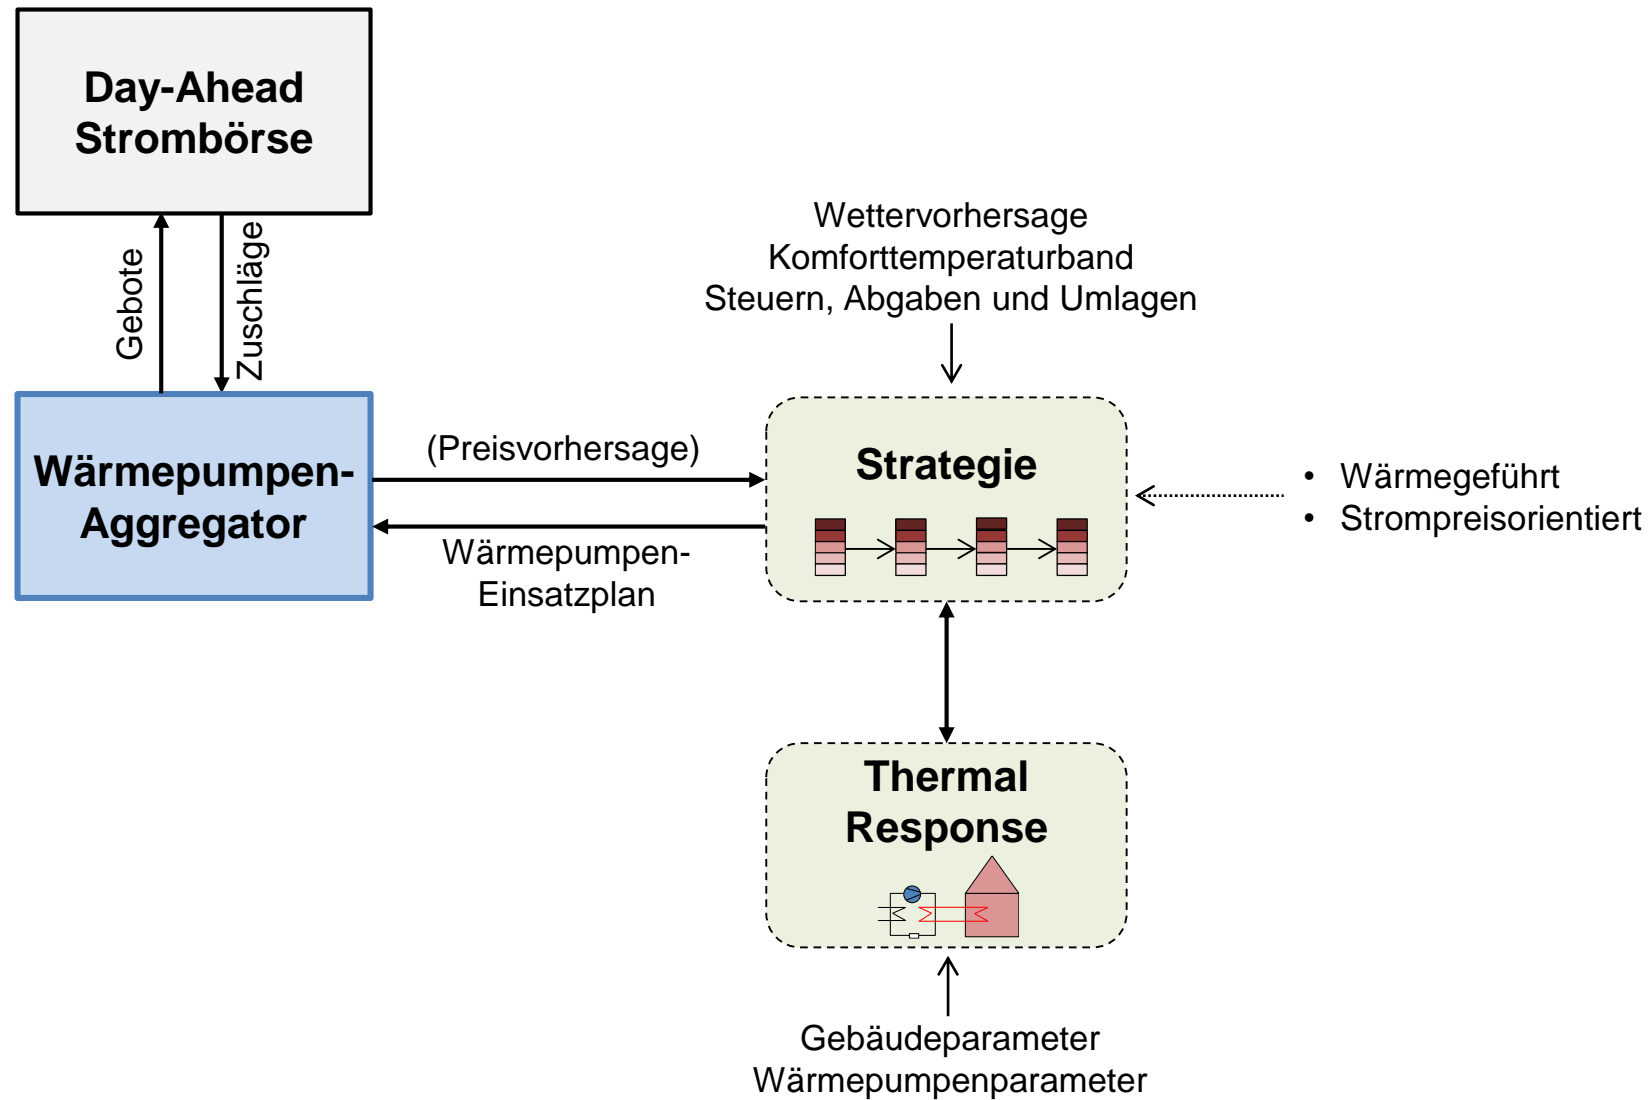 Day-Ahead
Strombörse
Gebote
Zuschläge
Wettervorhersage
Komforttemperaturband
Steuern, Abgaben und Umlagen
Wärmepumpen-
Aggregator
(Preisvorhersage)
Wärmepumpen-
Einsatzplan
Strategie
• Wärmegeführt
• Strompreisorientiert
Thermal
Response
Gebäudeparameter
Wärmepumpenparameter